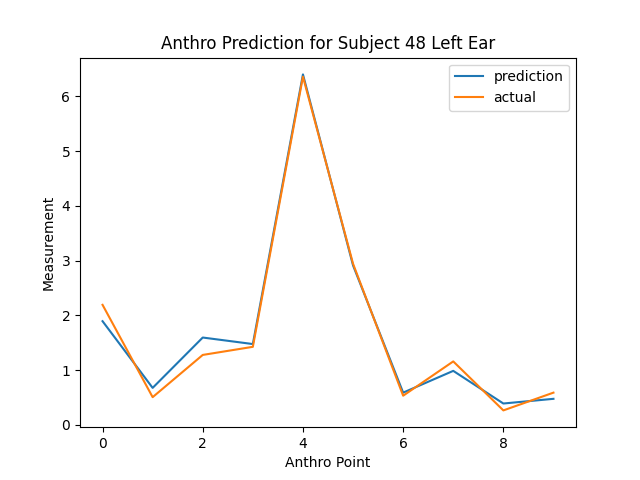 Anthro Prediction for Subject 48 Left Ear
prediction
actual
Measurement
6
5
4
3
2
1
0
0 2 4 6 8
Anthro Point